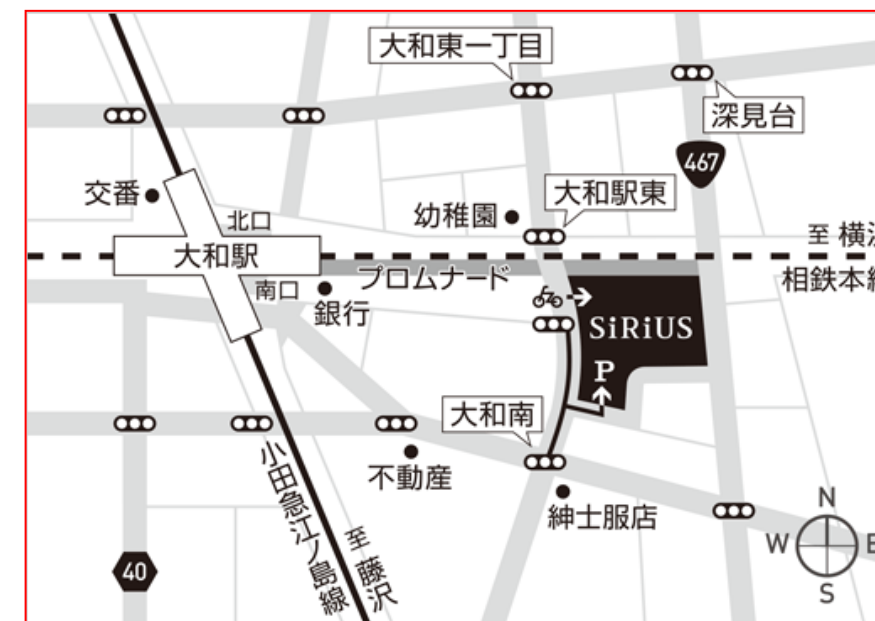 大和東一丁目
深見台
467
交番
北口
幼稚園
大和駅東
大和駅
至 横
プロムナード
相鉄本
南口
銀行
SiRiUS
P
大和南
不動産
小田急江ノ島線
至 藤沢
紳士服店
40
N
W
E
S